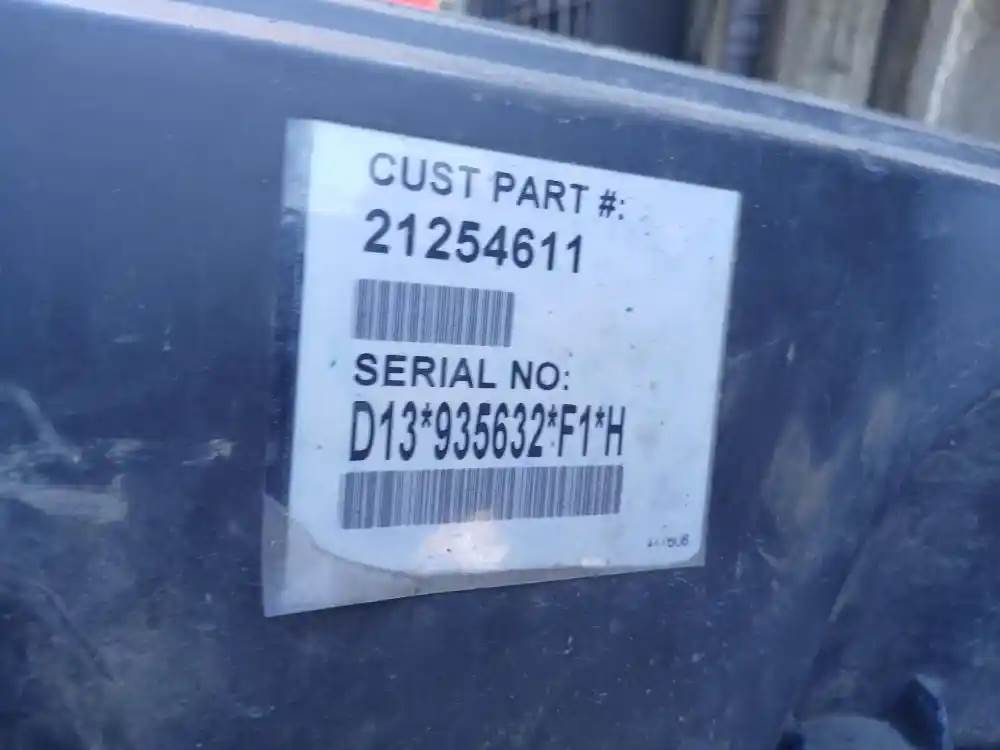 CUST PART #:
21254611
SERIAL NO:
D13*935632*F1*H